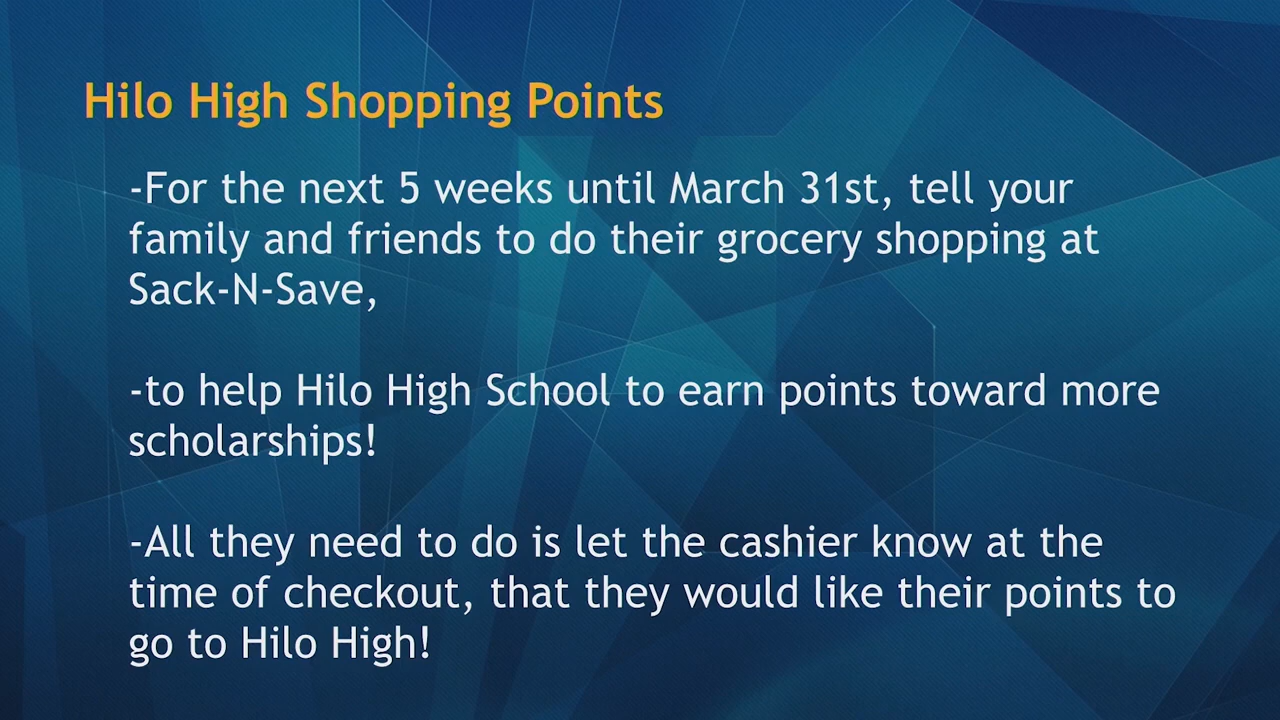 Hilo High Shopping Points
-For the next 5 weeks until March 31st, tell your
family and friends to do their grocery shopping at
Sack-N-Save,
-to help Hilo High School to earn points toward more
scholarships!
-All they need to do is let the cashier know at the
time of checkout, that they would like their points to
go to Hilo High!